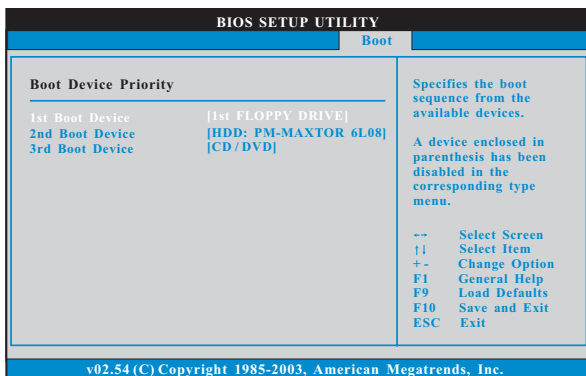 BIOS SETUP UTILITY
Boot
Boot Device Priority
1st Boot Device [1st FLOPPY DRIVE]
2nd Boot Device [HDD: PM-MAXTOR 6L08]
3rd Boot Device [CD/DVD]
Specifies the boot
sequence from the
available devices.
A device enclosed in
parenthesis has been
disabled in the
corresponding type
menu.
←→ Select Screen
↑↓ Select Item
+ - Change Option
F1 General Help
F9 Load Defaults
F10 Save and Exit
ESC Exit
v02.54 (C) Copyright 1985-2003, American Megatrends, Inc.